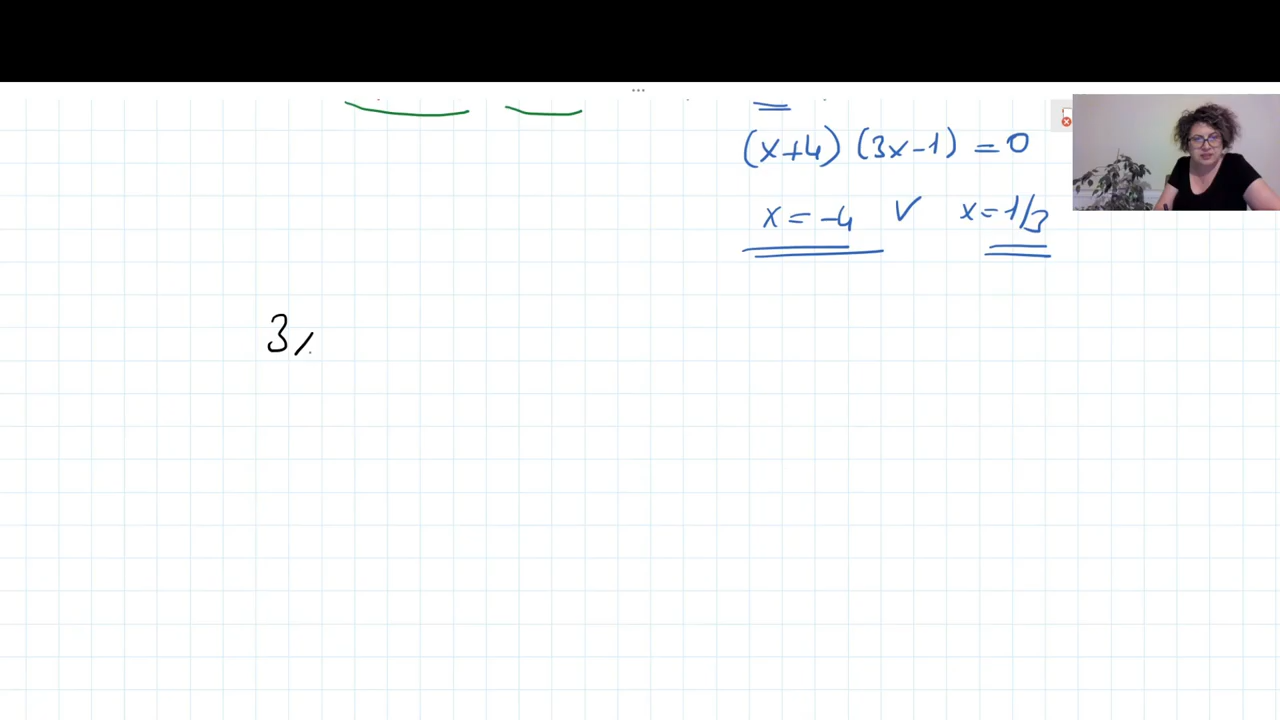 (x+4) (3x-1) = 0
x = -4 ∨ x = 1/3
3